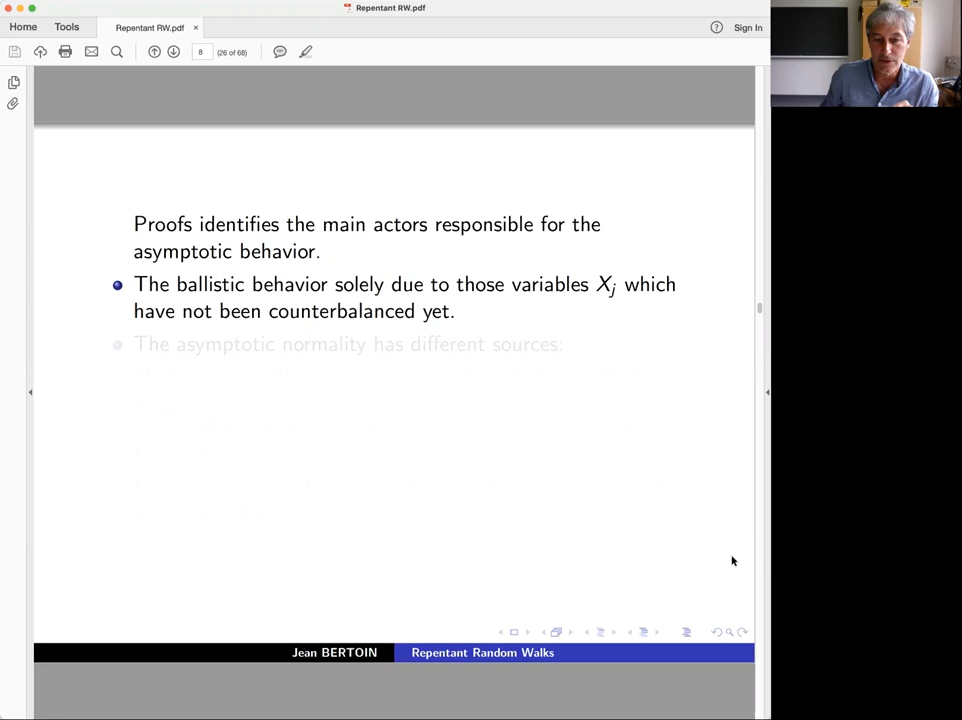 Repentant RW.pdf
Home
Tools
Repentant RW.pdf ×
? Sign In
8 (26 of 68)
Proofs identifies the main actors responsible for the
asymptotic behavior.
The ballistic behavior solely due to those variables Xj which
have not been counterbalanced yet.
The asymptotic normality has different sources:
Jean BERTOIN
Repentant Random Walks